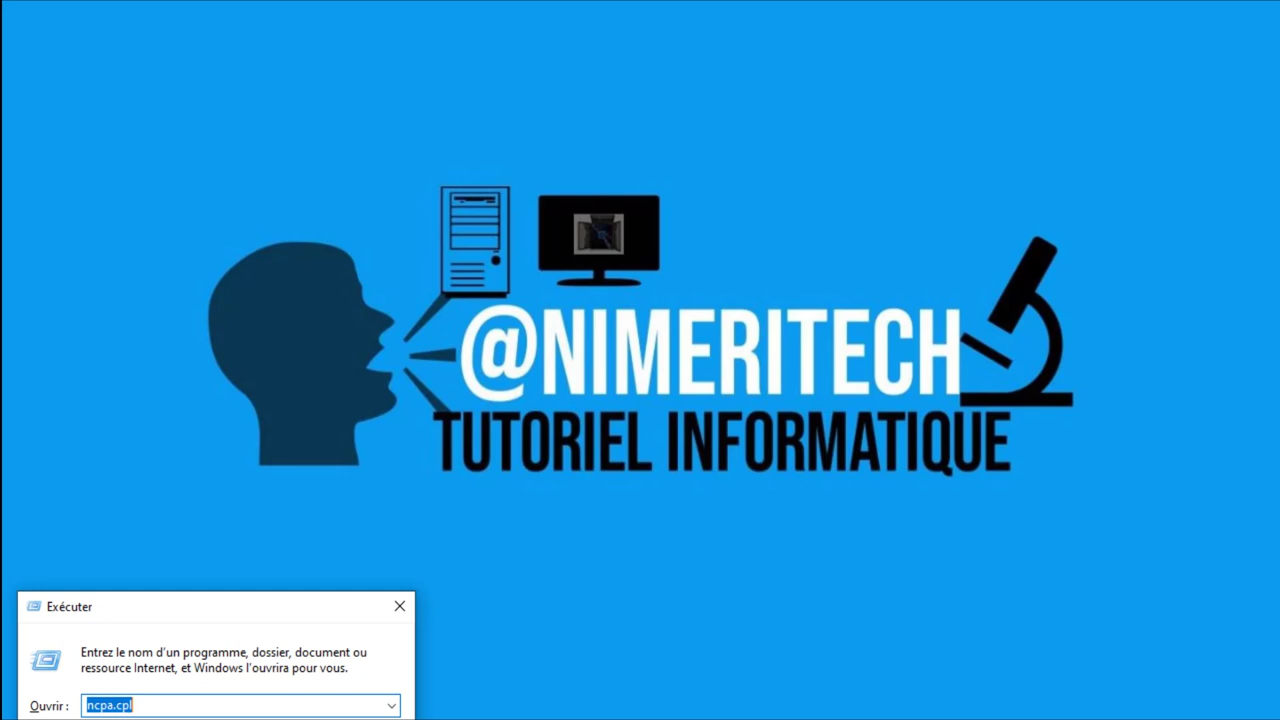 @NIMERITECH
TUTORIEL INFORMATIQUE
Exécuter
Entrez le nom d'un programme, dossier, document ou
ressource Internet, et Windows l'ouvrira pour vous.
Ouvrir : ncpa.cpl